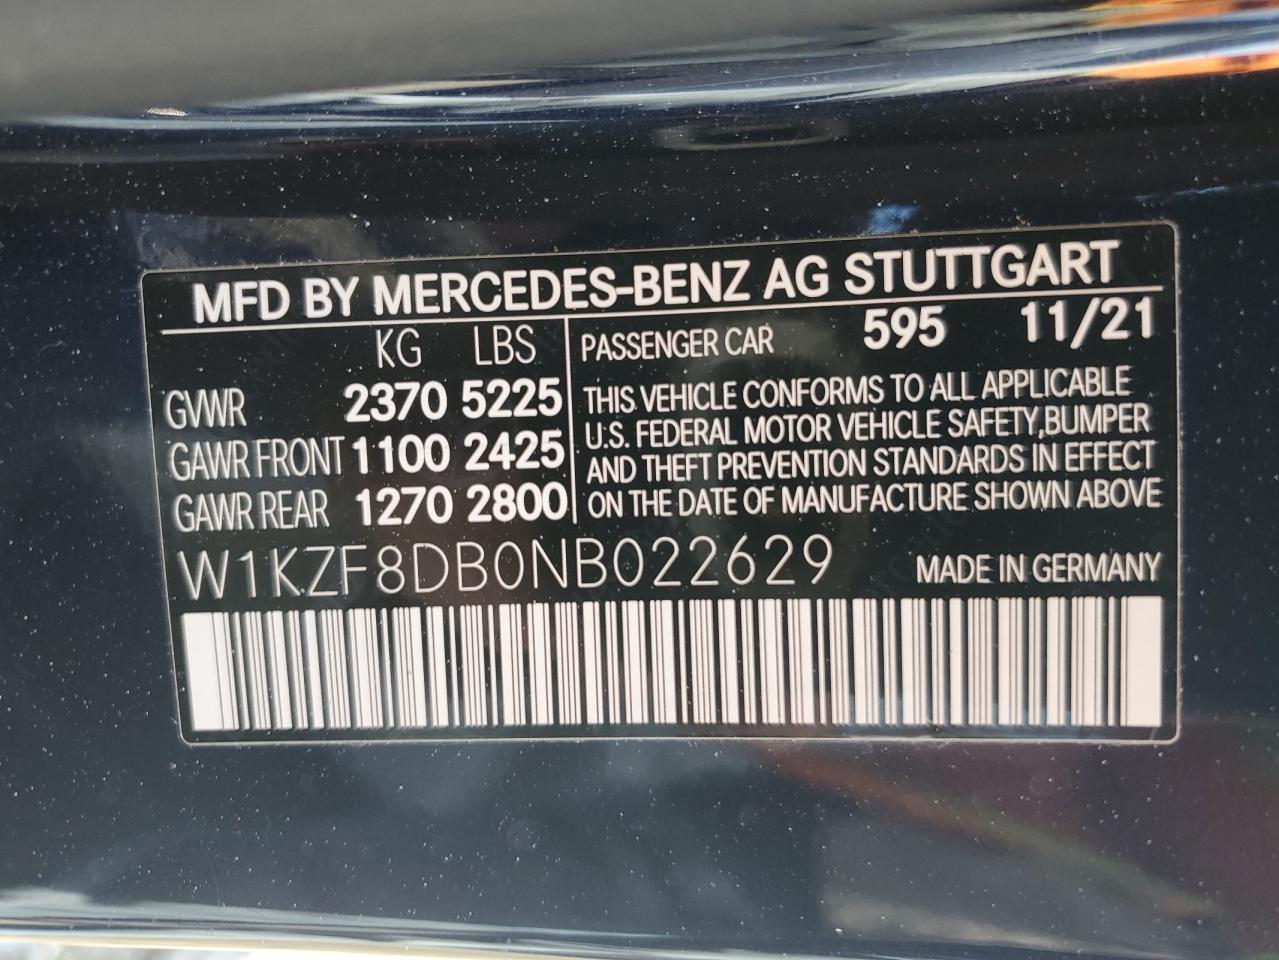 MFD BY MERCEDES-BENZ AG STUTTGART
KG LBS
GVWR 2370 5225
GAWR FRONT 1100 2425
GAWR REAR 1270 2800
PASSENGER CAR 595 11/21
THIS VEHICLE CONFORMS TO ALL APPLICABLE
U.S. FEDERAL MOTOR VEHICLE SAFETY,BUMPER
AND THEFT PREVENTION STANDARDS IN EFFECT
ON THE DATE OF MANUFACTURE SHOWN ABOVE
W1KZF8DB0NB022629 MADE IN GERMANY